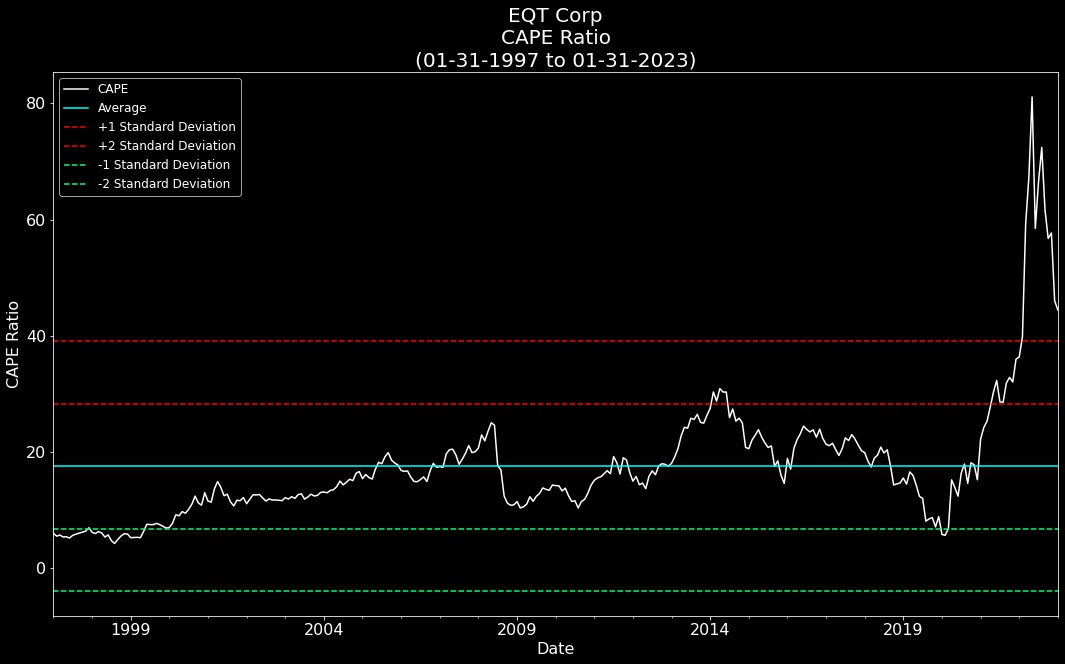 EQT Corp
CAPE Ratio
(01-31-1997 to 01-31-2023)
CAPE
Average
+1 Standard Deviation
+2 Standard Deviation
-1 Standard Deviation
-2 Standard Deviation
80
60
40
20
0
CAPE Ratio
1999 2004 2009 2014 2019
Date